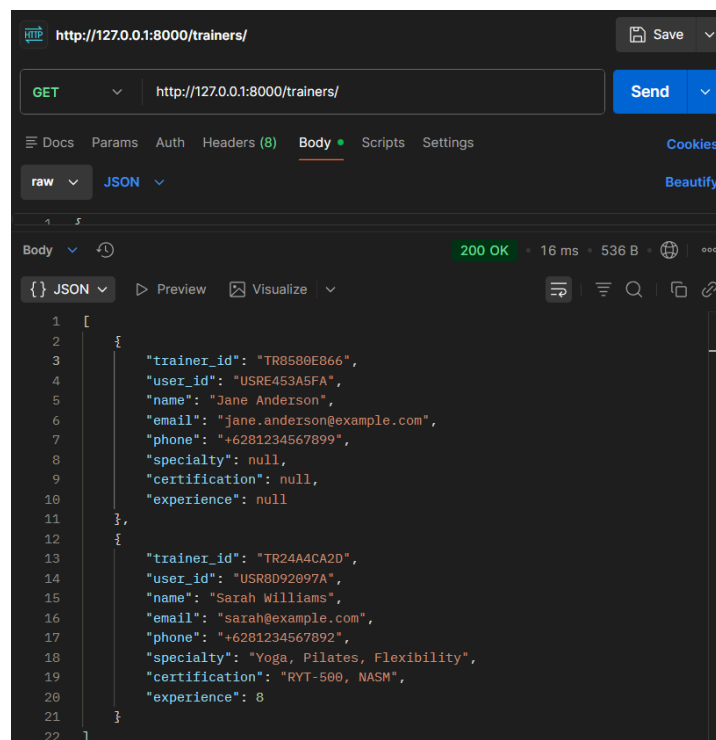 HTTP http://127.0.0.1:8000/trainers/ Save
GET http://127.0.0.1:8000/trainers/ Send
Docs Params Auth Headers (8) Body Scripts Settings Cookies
raw JSON Beautify
1 {
Body 200 OK 16 ms 536 B
{} JSON Preview Visualize
1 [
2 {
3 "trainer_id": "TR8580E866",
4 "user_id": "USRE453A5FA",
5 "name": "Jane Anderson",
6 "email": "jane.anderson@example.com",
7 "phone": "+6281234567899",
8 "specialty": null,
9 "certification": null,
10 "experience": null
11 },
12 {
13 "trainer_id": "TR24A4CA2D",
14 "user_id": "USR8D92097A",
15 "name": "Sarah Williams",
16 "email": "sarah@example.com",
17 "phone": "+6281234567892",
18 "specialty": "Yoga, Pilates, Flexibility",
19 "certification": "RYT-500, NASM",
20 "experience": 8
21 }
22 ]